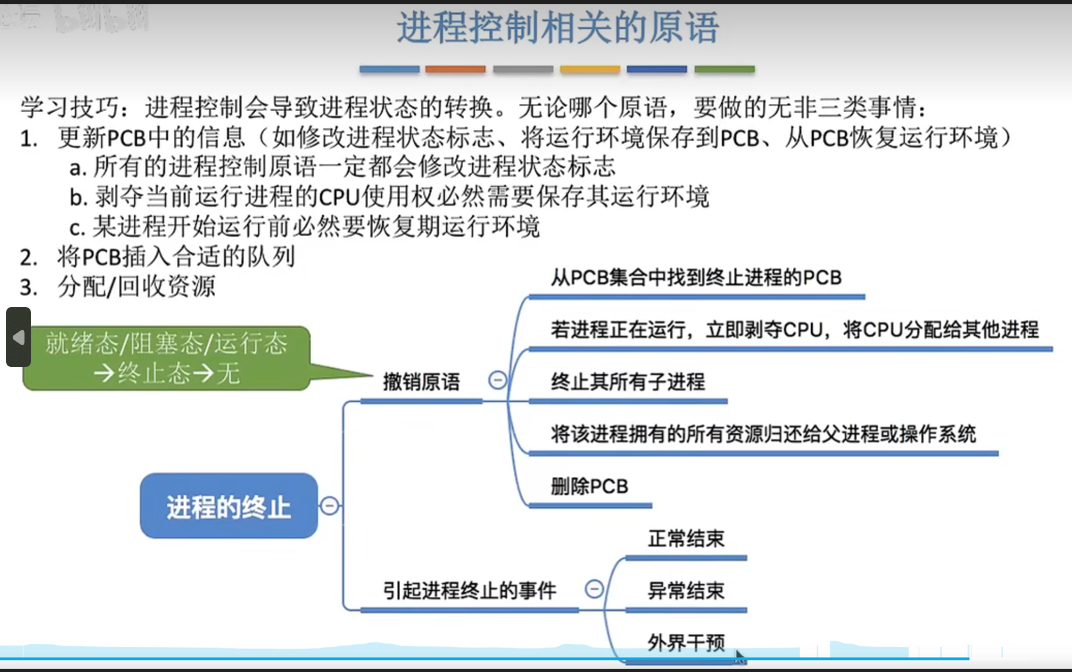 进程控制相关的原语
学习技巧：进程控制会导致进程状态的转换。无论哪个原语，要做的无非三类事情：
1. 更新PCB中的信息（如修改进程状态标志、将运行环境保存到PCB、从PCB恢复运行环境）
a. 所有的进程控制原语一定都会修改进程状态标志
b. 剥夺当前运行进程的CPU使用权必然需要保存其运行环境
c. 某进程开始运行前必然要恢复期运行环境
2. 将PCB插入合适的队列
3. 分配/回收资源
从PCB集合中找到终止进程的PCB
若进程正在运行，立即剥夺CPU，将CPU分配给其他进程
就绪态/阻塞态/运行态
→终止态→无
撤销原语
终止其所有子进程
将该进程拥有的所有资源归还给父进程或操作系统
删除PCB
进程的终止
正常结束
引起进程终止的事件
异常结束
外界干预